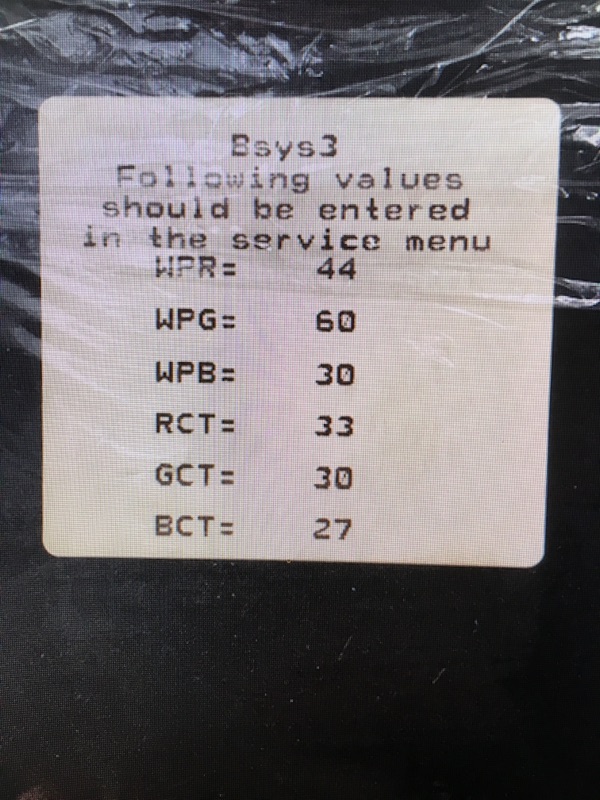 Bsys3
Following values
should be entered
in the service menu
WPR= 44
WPG= 60
WPB= 30
RCT= 33
GCT= 30
BCT= 27